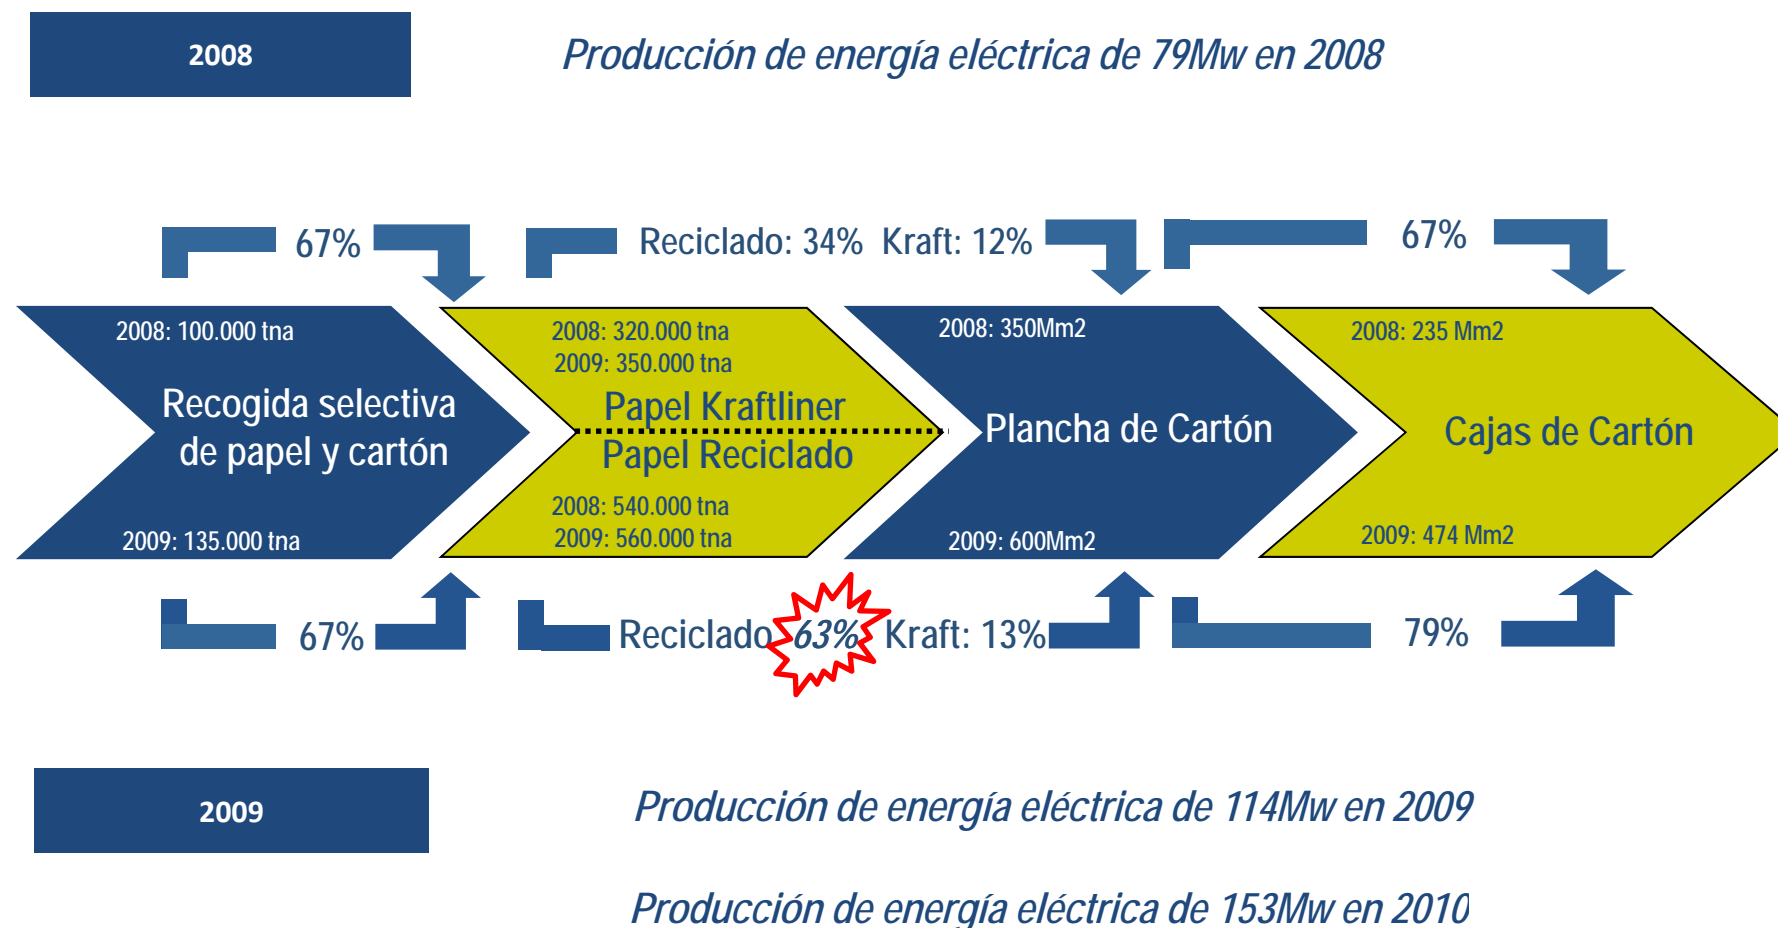 2008
Producción de energía eléctrica de 79Mw en 2008
67%
Reciclado: 34% Kraft: 12%
67%
2008: 100.000 tna
Recogida selectiva
de papel y cartón
2009: 135.000 tna
2008: 320.000 tna
2009: 350.000 tna
Papel Kraftliner
Papel Reciclado
2008: 540.000 tna
2009: 560.000 tna
2008: 350Mm2
Plancha de Cartón
2009: 600Mm2
2008: 235 Mm2
Cajas de Cartón
2009: 474 Mm2
67%
Reciclado 63% Kraft: 13%
79%
2009
Producción de energía eléctrica de 114Mw en 2009
Producción de energía eléctrica de 153Mw en 2010